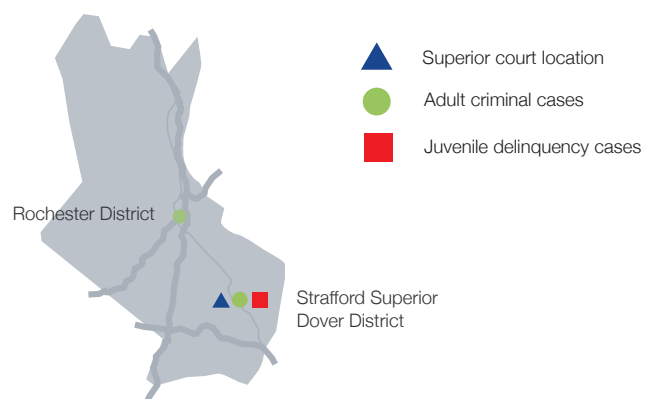 Superior court location
Adult criminal cases
Juvenile delinquency cases
Rochester District
Strafford Superior
Dover District